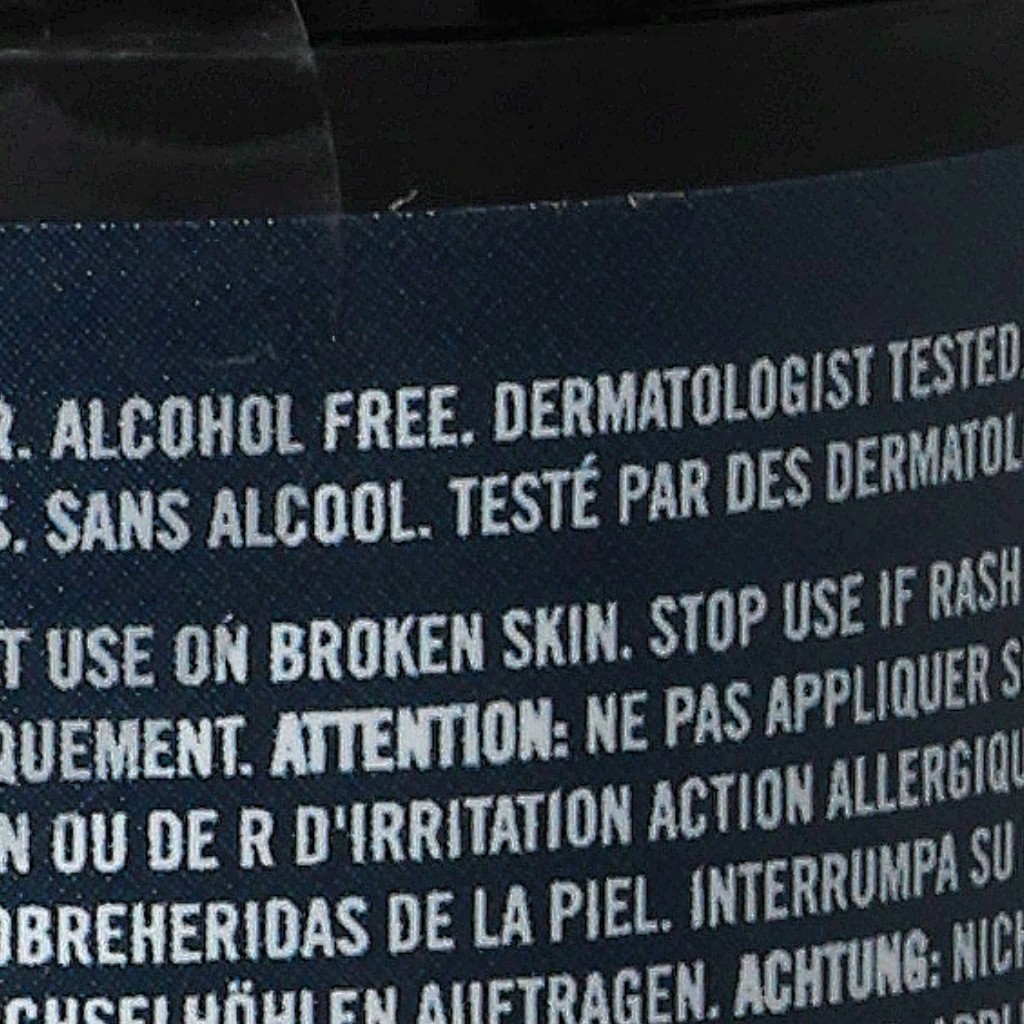 R. ALCOHOL FREE. DERMATOLOGIST TESTED.
S. SANS ALCOOL. TESTÉ PAR DES DERMATOL
T USE ON BROKEN SKIN. STOP USE IF RASH
QUEMENT. ATTENTION: NE PAS APPLIQUER S
N OU DE R D'IRRITATION ACTION ALLERGIQU
OBREHERIDAS DE LA PIEL. INTERRUMPA SU
CHSELHÖHLEN AUFTRAGEN. ACHTUNG: NICH